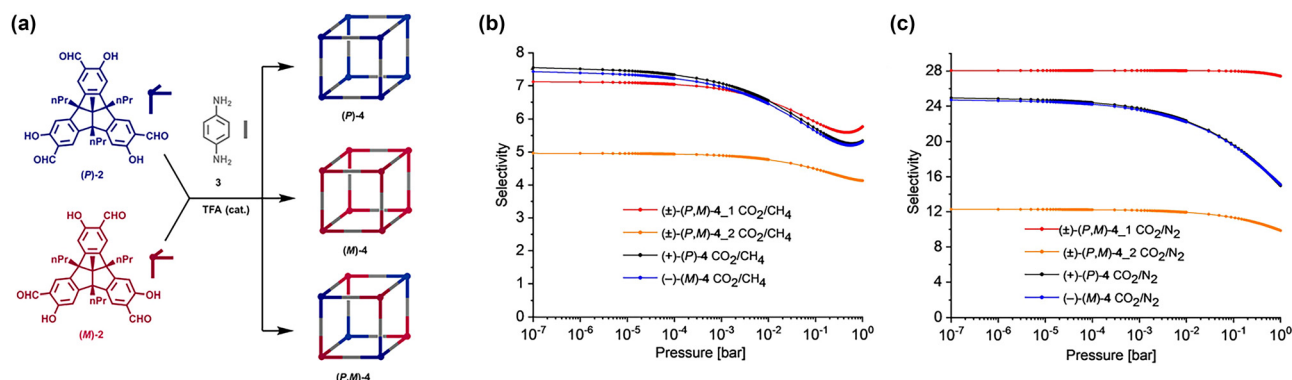 (a)
OHC
OH
nPr
nPr
HO
CHO
nPr
OHC
OH
(P)-2
HO
CHO
nPr
nPr
OHC
OH
nPr
HO
CHO
(M)-2
NH2
NH2
3
TFA (cat.)
(P)-4
(M)-4
(P,M)-4
(b)
8
7
6
5
4
3
2
1
0
Selectivity
(±)-(P,M)-4_1 CO2/CH4
(±)-(P,M)-4_2 CO2/CH4
(+)-(P)-4 CO2/CH4
(−)-(M)-4 CO2/CH4
10-7
10-6
10-5
10-4
10-3
10-2
10-1
100
Pressure [bar]
(c)
28
24
20
16
12
8
4
0
Selectivity
(±)-(P,M)-4_1 CO2/N2
(±)-(P,M)-4_2 CO2/N2
(+)-(P)-4 CO2/N2
(−)-(M)-4 CO2/N2
10-7
10-6
10-5
10-4
10-3
10-2
10-1
100
Pressure [bar]